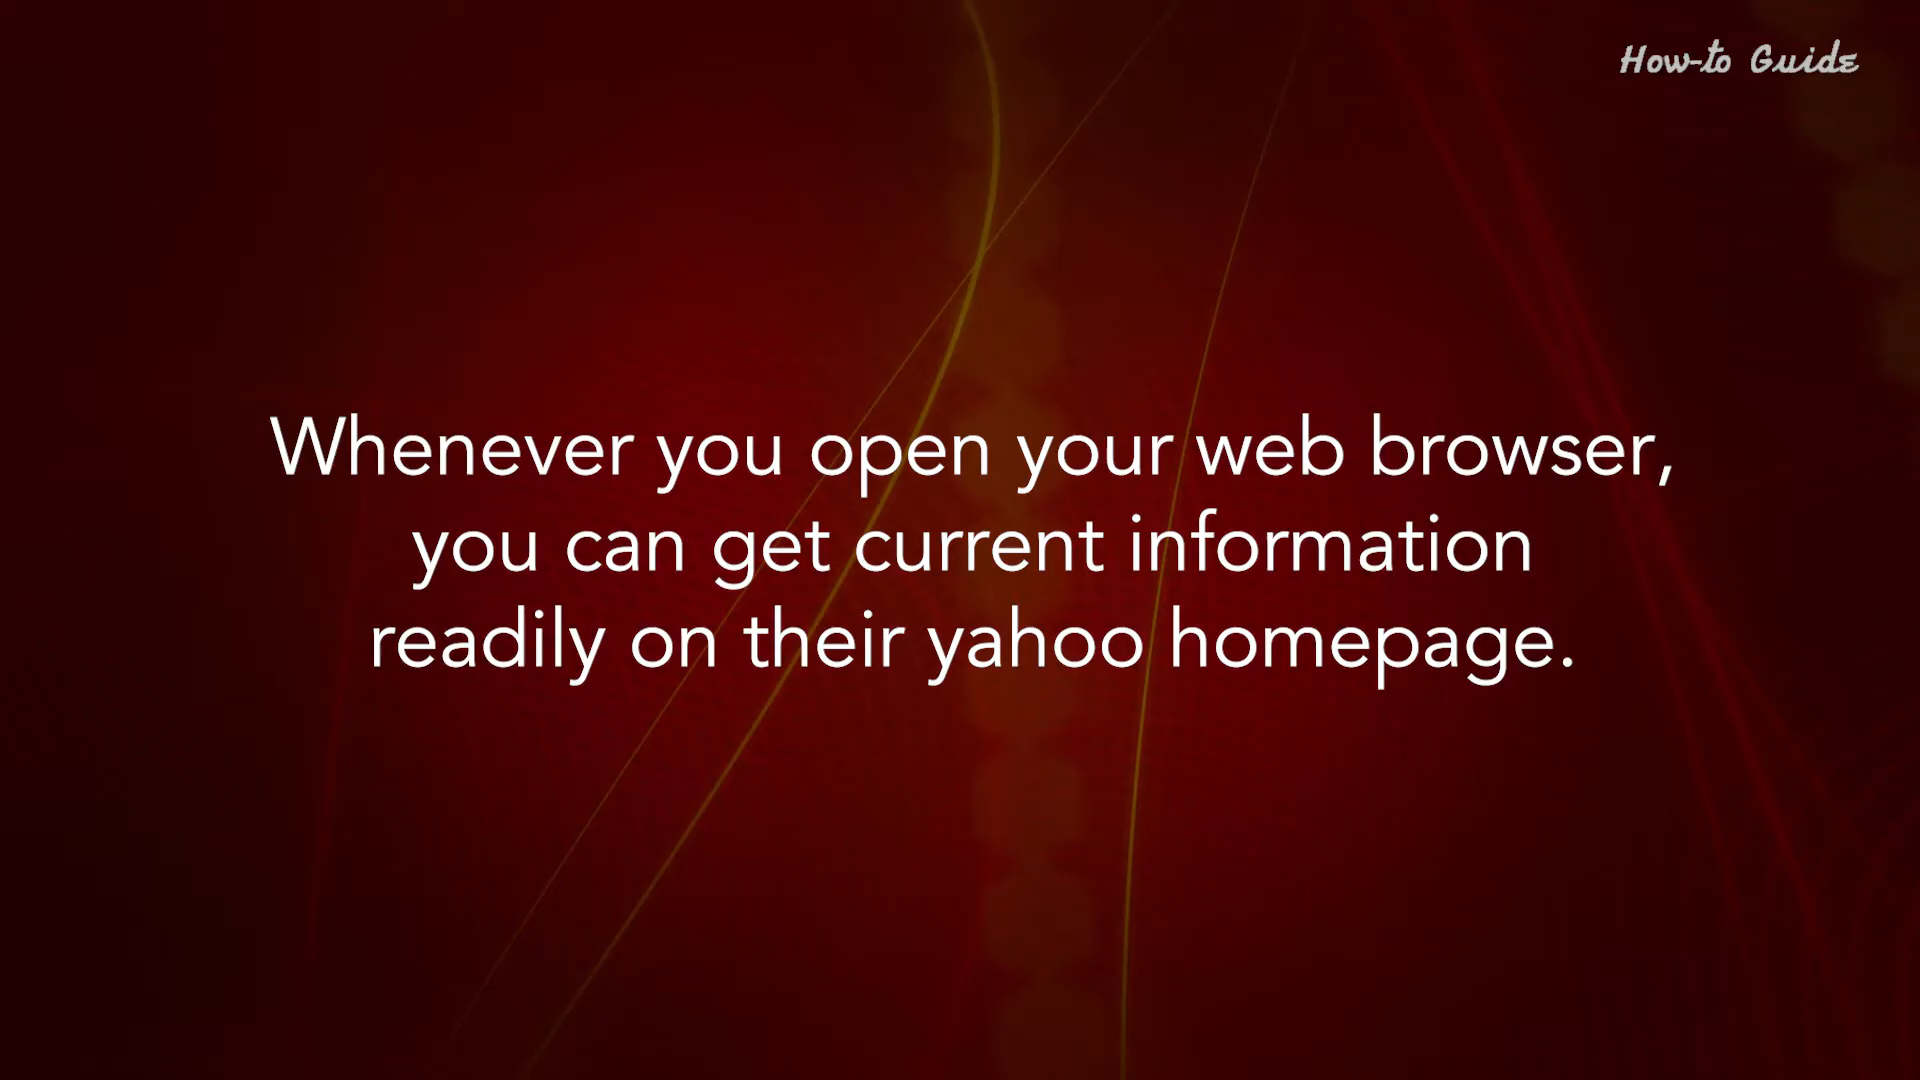 How-to Guide
Whenever you open your web browser,
you can get current information
readily on their yahoo homepage.